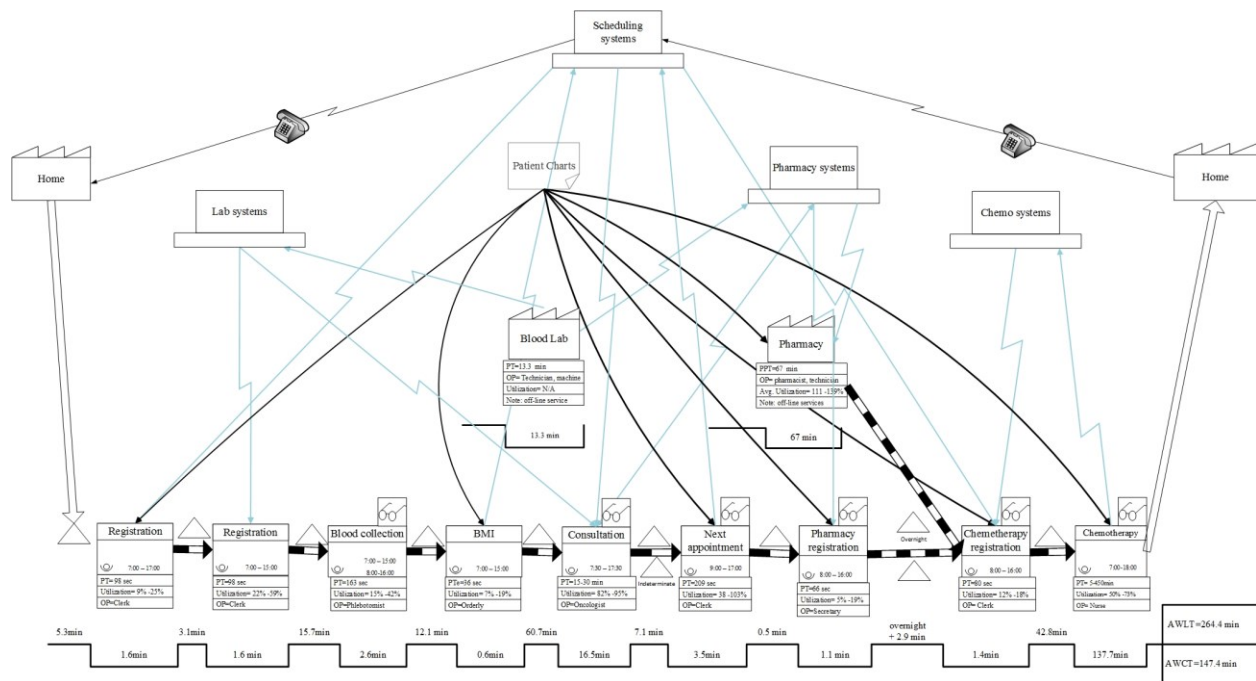 Scheduling
systems
Home
Patient Charts
Pharmacy systems
Home
Lab systems
Chemo systems
Blood Lab
PT=13.3 min
OP= Technician, machine
Utilization= N/A
Note: off-line service
13.3 min
Pharmacy
PPT=67 min
OP= pharmacist, technician
Avg. Utilization= 111 -139%
Note: off-line services
67 min
Registration
7:00 – 17:00
PT=98 sec
Utilization= 9% -25%
OP=Clerk
Registration
7:00 – 15:00
PT=98 sec
Utilization= 22% -59%
OP=Clerk
Blood collection
7:00 – 15:00
8:00-16:00
PT=163 sec
Utilization= 15% -42%
OP=Phlebotomist
BMI
7:00 – 15:00
PTe=36 sec
Utilization= 7% -19%
OP=Orderly
Consultation
7:30 – 17:30
PT=15-30 min
Utilization= 82% -95%
OP=Oncologist
Indeterminate
Next
appointment
9:00 – 17:00
PT=209 sec
Utilization= 38 -103%
OP=Clerk
Pharmacy
registration
8:00 – 16:00
PT=66 sec
Utilization= 5% -19%
OP=Secretary
Overnight
Chemetherapy
registration
8:00 – 16:00
PT=80 sec
Utilization= 12% -18%
OP= Clerk
Chemotherapy
7:00-18:00
PT= 5-450min
Utilization= 50% -75%
OP= Nurse
5.3min
3.1min
15.7min
12.1 min
60.7min
7.1 min
0.5 min
overnight
+ 2.9 min
42.8min
1.6min
1.6 min
2.6min
0.6min
16.5min
3.5min
1.1 min
1.4min
137.7min
AWLT=264.4 min
AWCT=147.4 min